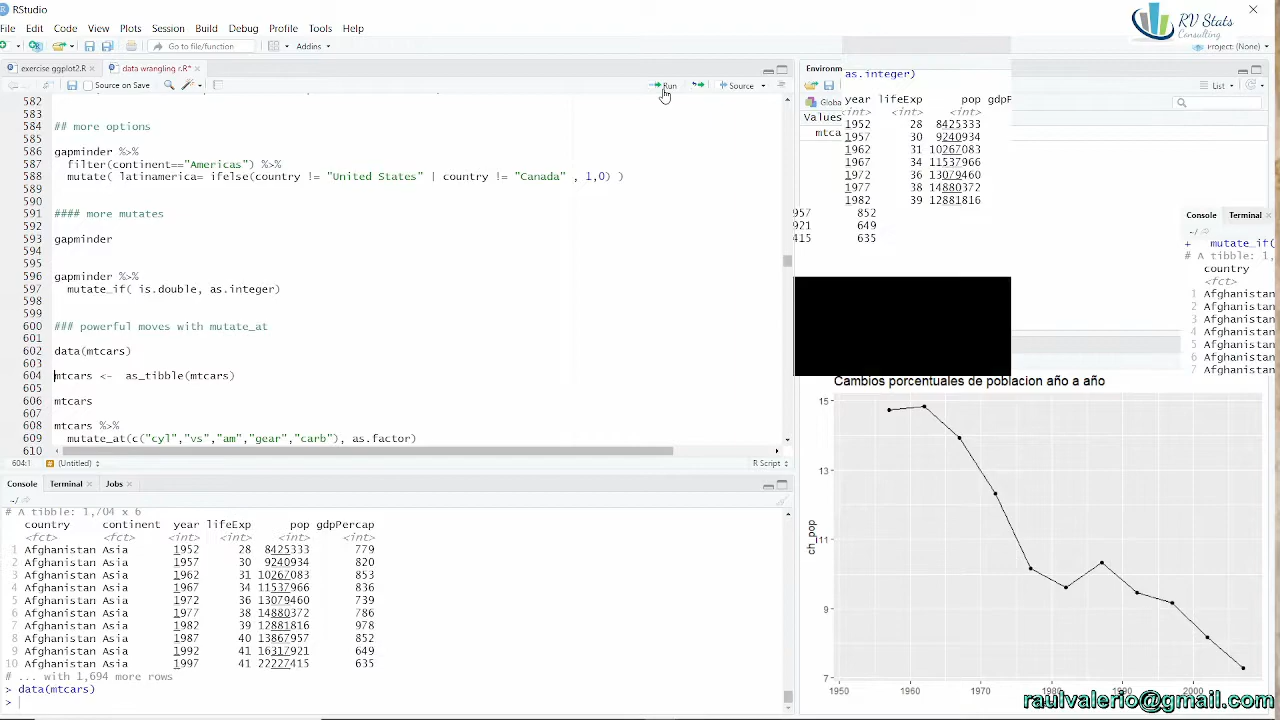 RStudio
File Edit Code View Plots Session Build Debug Profile Tools Help
Go to file/function
Addins
Project: (None)
RV Stats
Consulting
exercise ggplot2.R
data wrangling r.R*
Source on Save
Run
Source
582
583
584 ## more options
585
586 gapminder %>%
587 filter(continent=="Americas") %>%
588 mutate( latinamerica= ifelse(country != "United States" | country != "Canada" , 1,0) )
589
590
591 #### more mutates
592
593 gapminder
594
595
596 gapminder %>%
597 mutate_if( is.double, as.integer)
598
599
600 ### powerful moves with mutate_at
601
602 data(mtcars)
603
604 mtcars <- as_tibble(mtcars)
605
606 mtcars
607
608 mtcars %>%
609 mutate_at(c("cyl","vs","am","gear","carb"), as.factor)
610
604:1 (Untitled) R Script
Console Terminal Jobs
~/
# A tibble: 1,704 x 6
country continent year lifeExp pop gdpPercap
<fct> <fct> <int> <int> <int> <int>
1 Afghanistan Asia 1952 28 8425333 779
2 Afghanistan Asia 1957 30 9240934 820
3 Afghanistan Asia 1962 31 10267083 853
4 Afghanistan Asia 1967 34 11537966 836
5 Afghanistan Asia 1972 36 13079460 739
6 Afghanistan Asia 1977 38 14880372 786
7 Afghanistan Asia 1982 39 12881816 978
8 Afghanistan Asia 1987 40 13867957 852
9 Afghanistan Asia 1992 41 16317921 649
10 Afghanistan Asia 1997 41 22227415 635
# ... with 1,694 more rows
> data(mtcars)
>
Environ
List
Globa
Values
mtcar
as.integer)
year lifeExp pop gdpP
<int> <int> <int>
1952 28 8425333
1957 30 9240934
1962 31 10267083
1967 34 11537966
1972 36 13079460
1977 38 14880372
1982 39 12881816
957 852
921 649
415 635
Console Terminal
~/
+ mutate_if(
# A tibble: 1,
country
<fct>
1 Afghanistan
2 Afghanistan
3 Afghanistan
4 Afghanistan
5 Afghanistan
6 Afghanistan
7 Afghanistan
Cambios porcentuales de poblacion año a año
15
13
11
9
7
ch_pop
1950 1960 1970 1980 1990 2000
raulvalerio@gmail.com